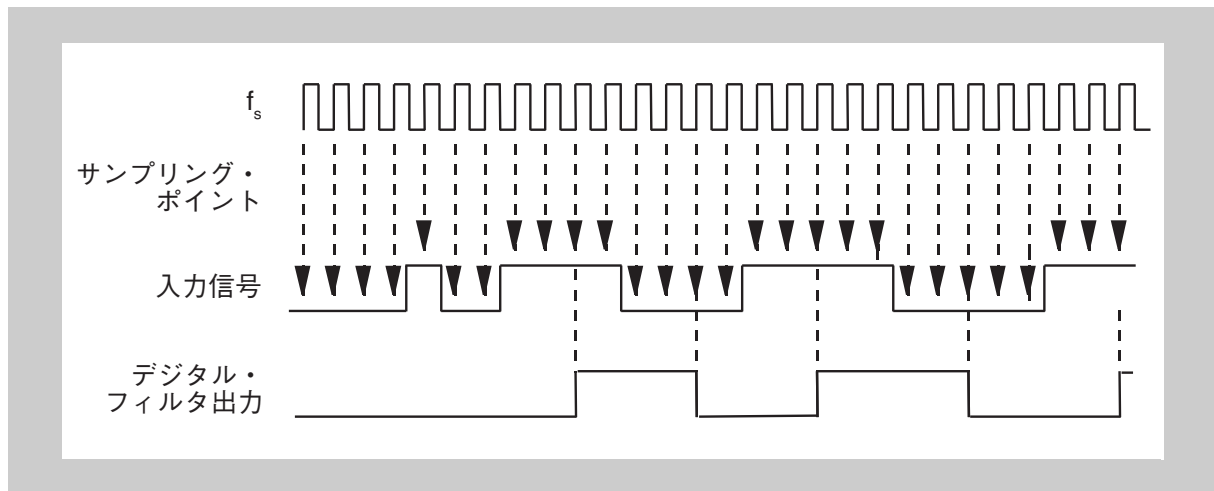 fs
サンプリング・
ポイント
入力信号
デジタル・
フィルタ出力